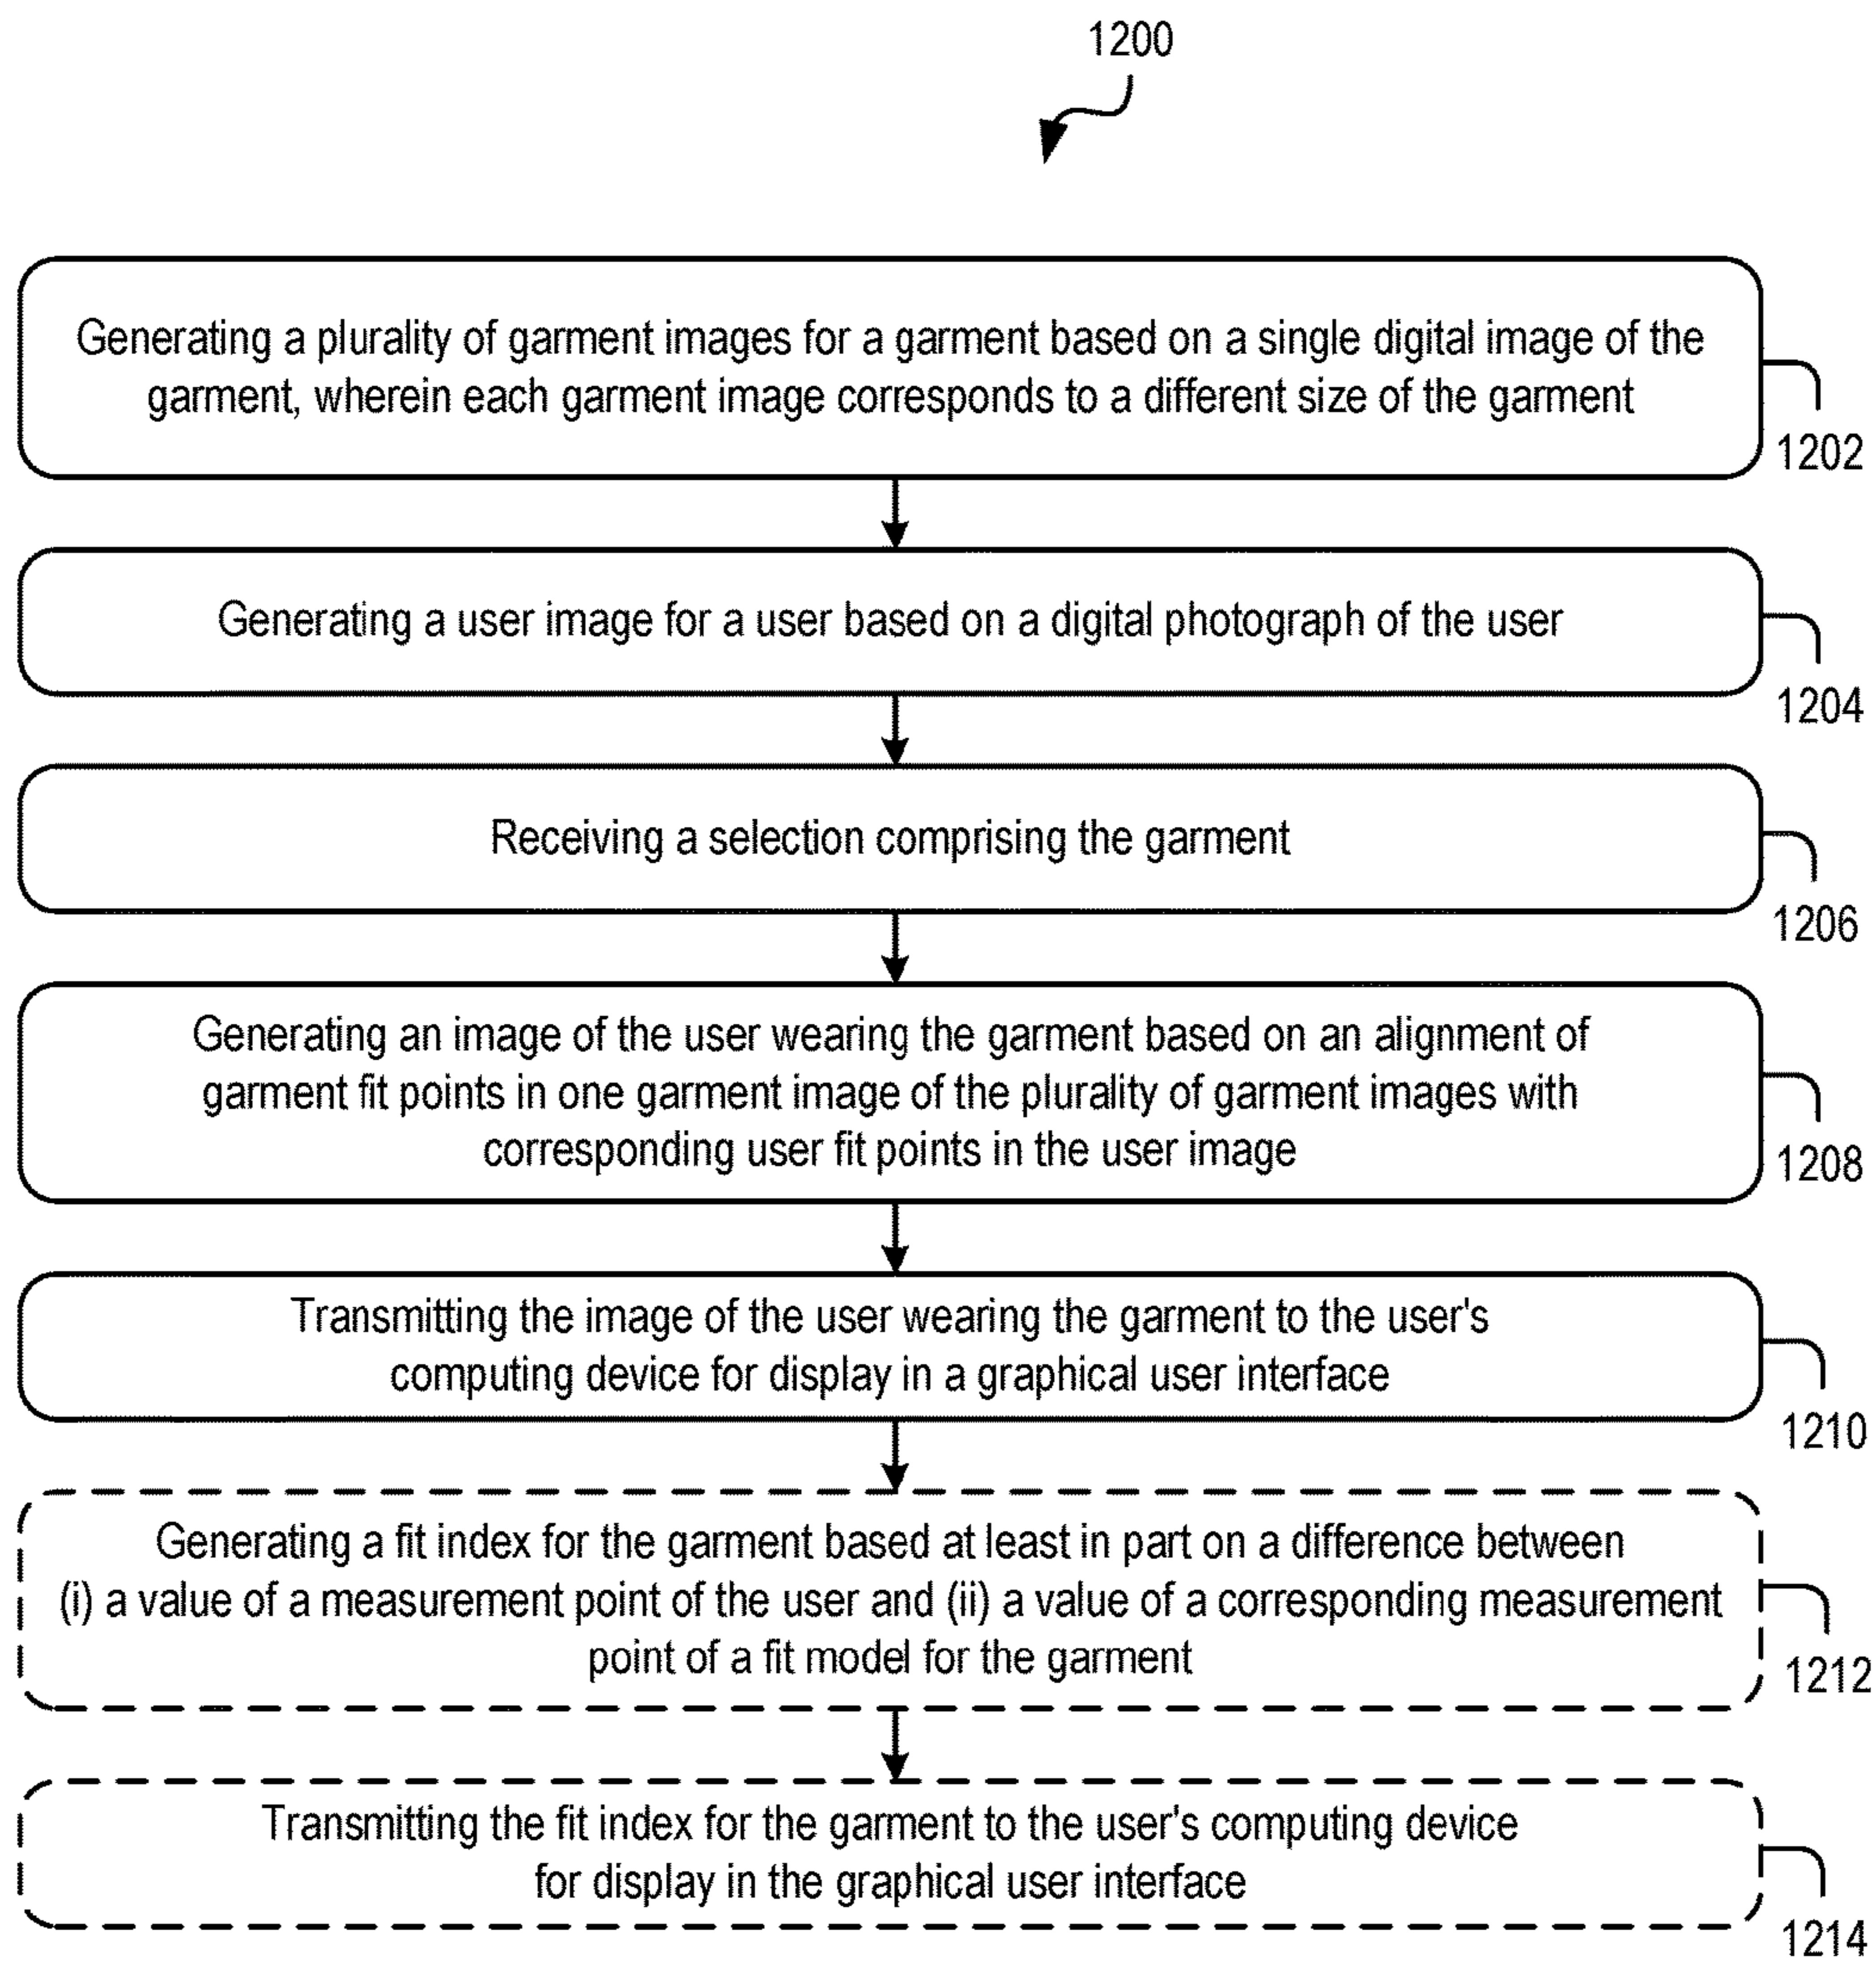 1200
Generating a plurality of garment images for a garment based on a single digital image of the
garment, wherein each garment image corresponds to a different size of the garment
1202
Generating a user image for a user based on a digital photograph of the user
1204
Receiving a selection comprising the garment
1206
Generating an image of the user wearing the garment based on an alignment of
garment fit points in one garment image of the plurality of garment images with
corresponding user fit points in the user image
1208
Transmitting the image of the user wearing the garment to the user's
computing device for display in a graphical user interface
1210
Generating a fit index for the garment based at least in part on a difference between
(i) a value of a measurement point of the user and (ii) a value of a corresponding measurement
point of a fit model for the garment
1212
Transmitting the fit index for the garment to the user's computing device
for display in the graphical user interface
1214